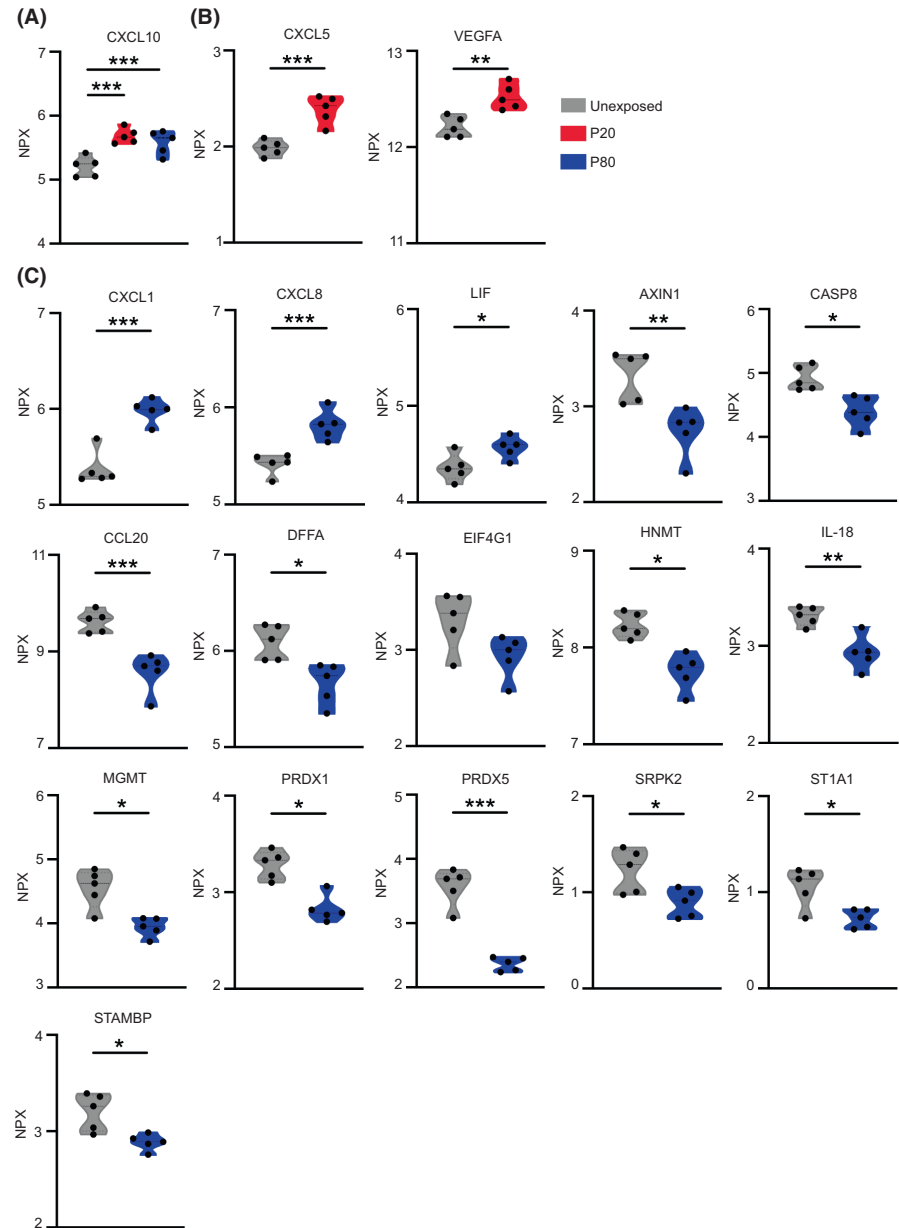 (A)
(B)
CXCL10
CXCL5
VEGFA
7
6
5
4
NPX
***
***
3
2
1
NPX
***
13
12
11
NPX
**
Unexposed
P20
P80
(C)
CXCL1
CXCL8
LIF
AXIN1
CASP8
7
6
5
NPX
***
7
6
5
NPX
***
6
5
4
NPX
*
4
3
2
NPX
**
6
5
4
3
NPX
*
CCL20
DFFA
EIF4G1
HNMT
IL-18
11
9
7
NPX
***
7
6
5
NPX
*
4
3
2
NPX
9
8
7
NPX
*
4
3
2
NPX
**
MGMT
PRDX1
PRDX5
SRPK2
ST1A1
6
5
4
3
NPX
*
4
3
2
NPX
*
5
4
3
2
NPX
***
2
1
0
NPX
*
2
1
0
NPX
*
STAMBP
4
3
2
NPX
*